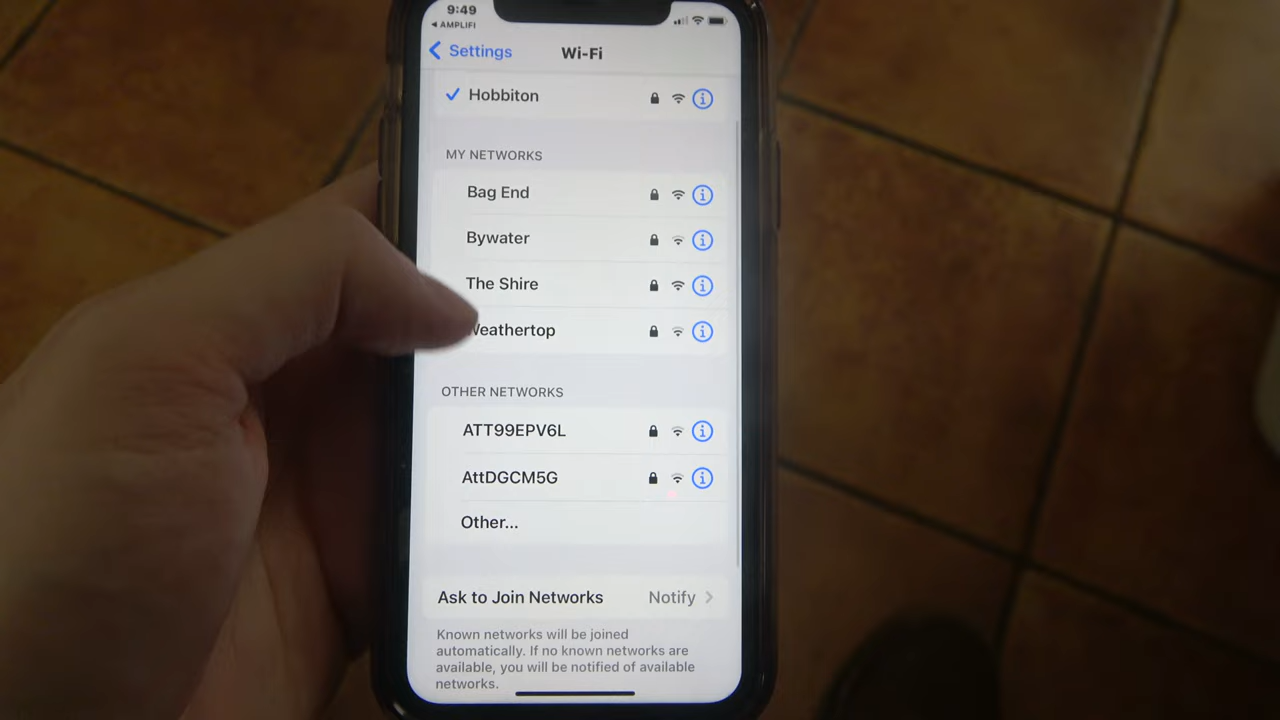 9:49
AMPLIFI
Settings Wi-Fi
Hobbiton
MY NETWORKS
Bag End
Bywater
The Shire
Weathertop
OTHER NETWORKS
ATT99EPV6L
AttDGCM5G
Other...
Ask to Join Networks Notify
Known networks will be joined
automatically. If no known networks are
available, you will be notified of available
networks.